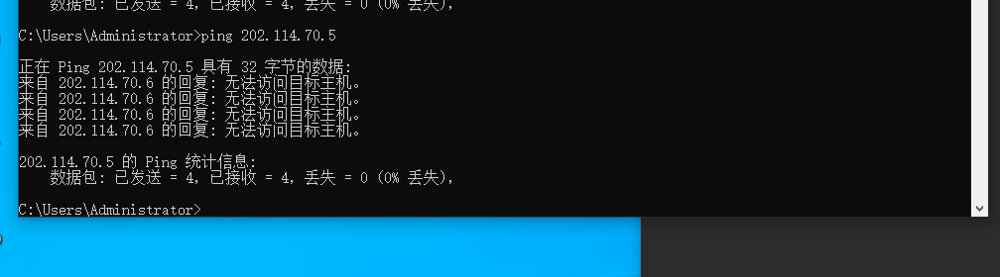 数据包: 已发送 = 4, 已接收 = 4, 丢失 = 0 (0% 丢失),
C:\Users\Administrator>ping 202.114.70.5
正在 Ping 202.114.70.5 具有 32 字节的数据:
来自 202.114.70.6 的回复: 无法访问目标主机。
来自 202.114.70.6 的回复: 无法访问目标主机。
来自 202.114.70.6 的回复: 无法访问目标主机。
来自 202.114.70.6 的回复: 无法访问目标主机。
202.114.70.5 的 Ping 统计信息:
数据包: 已发送 = 4, 已接收 = 4, 丢失 = 0 (0% 丢失),
C:\Users\Administrator>